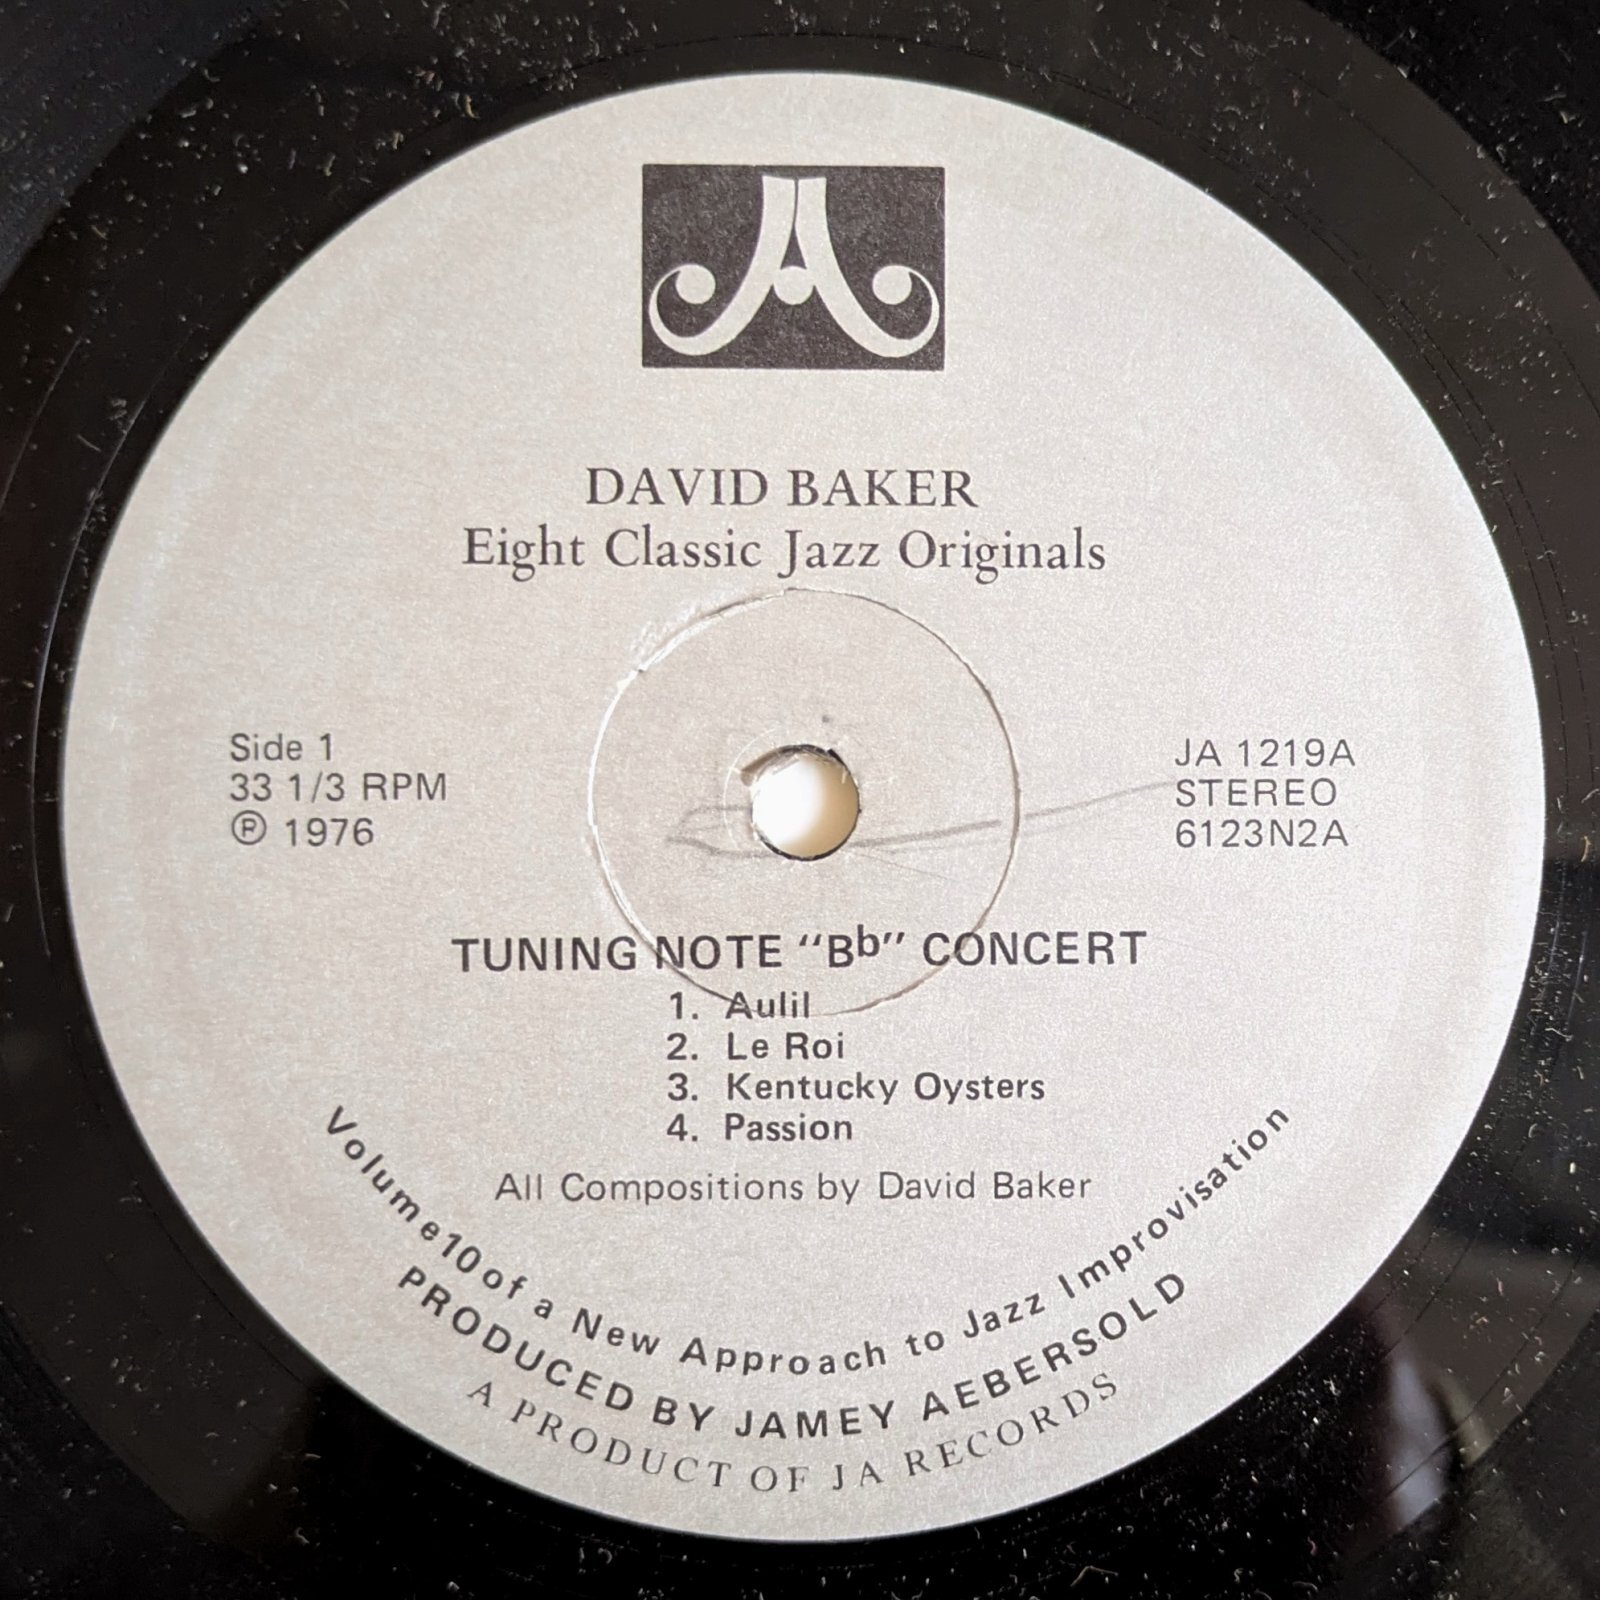 DAVID BAKER
Eight Classic Jazz Originals
Side 1
33 1/3 RPM
℗ 1976
JA 1219A
STEREO
6123N2A
TUNING NOTE "Bb" CONCERT
1. Aulil
2. Le Roi
3. Kentucky Oysters
4. Passion
All Compositions by David Baker
Volume 10 of a New Approach to Jazz Improvisation
PRODUCED BY JAMEY AEBERSOLD
A PRODUCT OF JA RECORDS